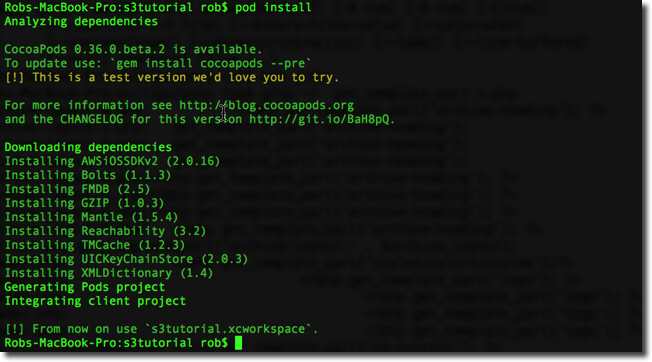 Robs-MacBook-Pro:s3tutorial rob$ pod install
Analyzing dependencies
CocoaPods 0.36.0.beta.2 is available.
To update use: `gem install cocoapods --pre`
[!] This is a test version we'd love you to try.
For more information see http://blog.cocoapods.org
and the CHANGELOG for this version http://git.io/BaH8pQ.
Downloading dependencies
Installing AWSiOSSDKv2 (2.0.16)
Installing Bolts (1.1.3)
Installing FMDB (2.5)
Installing GZIP (1.0.3)
Installing Mantle (1.5.4)
Installing Reachability (3.2)
Installing TMCache (1.2.3)
Installing UICKeyChainStore (2.0.3)
Installing XMLDictionary (1.4)
Generating Pods project
Integrating client project
[!] From now on use `s3tutorial.xcworkspace`.
Robs-MacBook-Pro:s3tutorial rob$